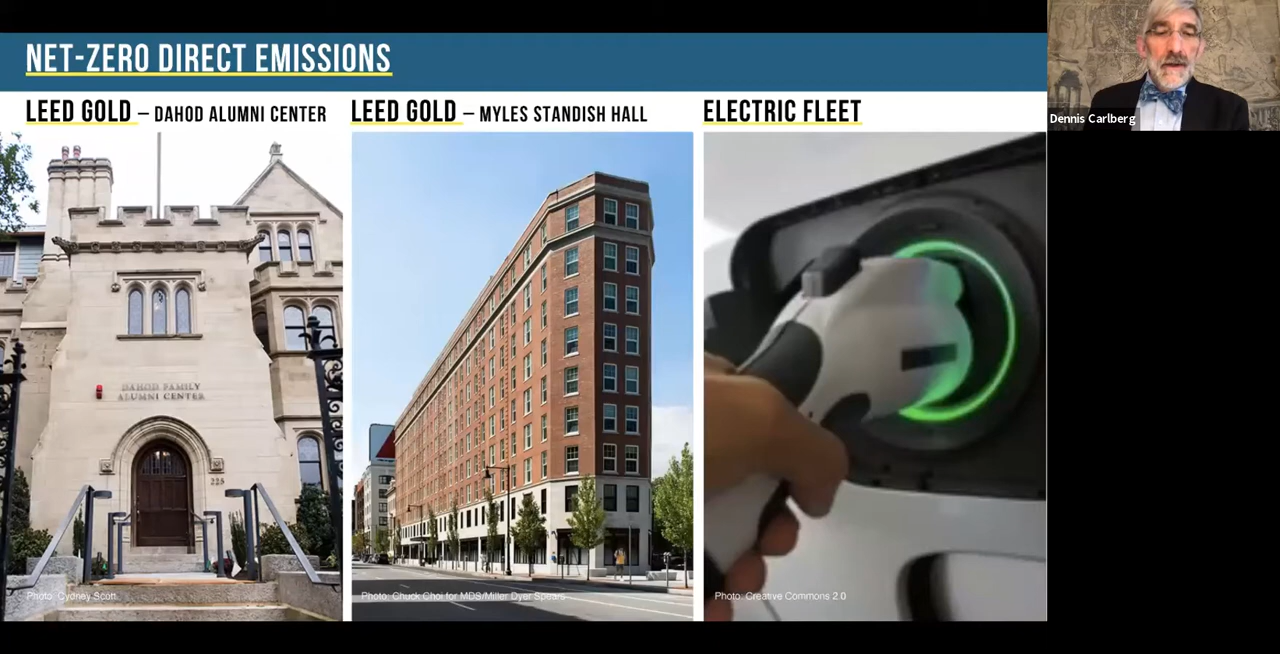 NET-ZERO DIRECT EMISSIONS
LEED GOLD – DAHOD ALUMNI CENTER
LEED GOLD – MYLES STANDISH HALL
ELECTRIC FLEET
Dennis Carlberg
DAHOD FAMILY
ALUMNI CENTER
225
Photo: Cydney Scott
Photo: Chuck Choi for MDS/Miller Dyer Spears
Photo: Creative Commons 2.0